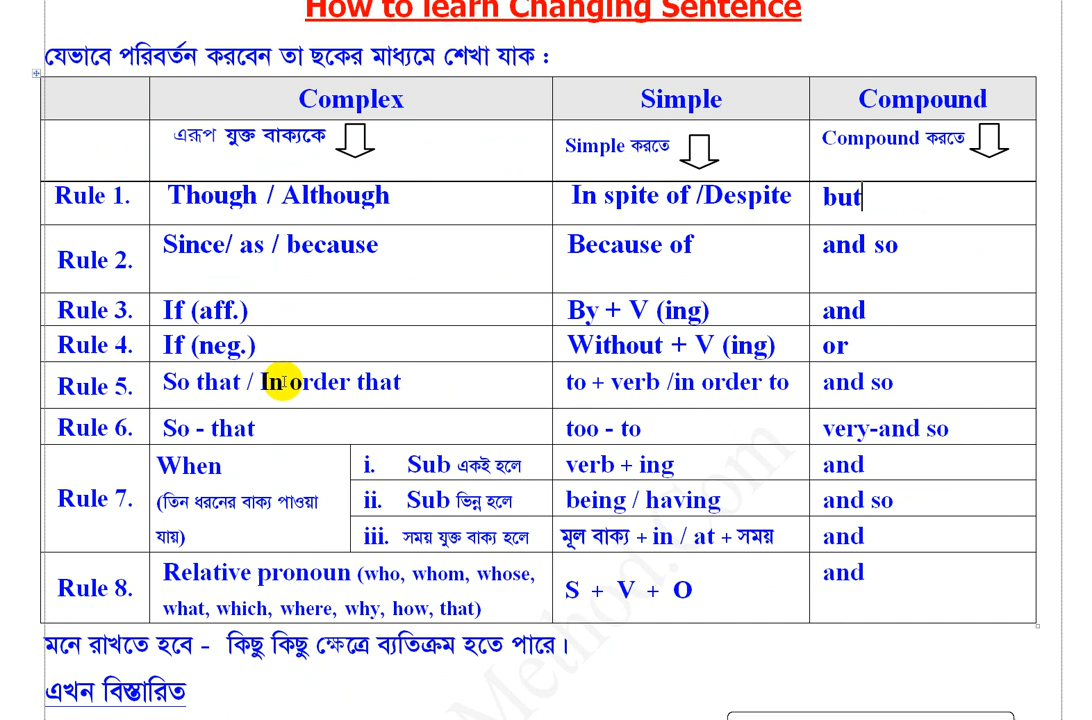 How to learn Changing Sentence
যেভাবে পরিবর্তন করবেন তা ছকের মাধ্যমে শেখা যাক :
Complex Simple Compound
এরূপ যুক্ত বাক্যকে Simple করতে Compound করতে
Rule 1. Though / Although In spite of /Despite but
Rule 2. Since/ as / because Because of and so
Rule 3. If (aff.) By + V (ing) and
Rule 4. If (neg.) Without + V (ing) or
Rule 5. So that / In order that to + verb /in order to and so
Rule 6. So - that too - to very-and so
Rule 7. When (তিন ধরনের বাক্য পাওয়া যায়)
i. Sub একই হলে verb + ing and
ii. Sub ভিন্ন হলে being / having and so
iii. সময় যুক্ত বাক্য হলে মূল বাক্য + in / at + সময় and
Rule 8. Relative pronoun (who, whom, whose, S + V + O and
what, which, where, why, how, that)
মনে রাখতে হবে - কিছু কিছু ক্ষেত্রে ব্যতিক্রম হতে পারে।
এখন বিস্তারিত
Method.Com